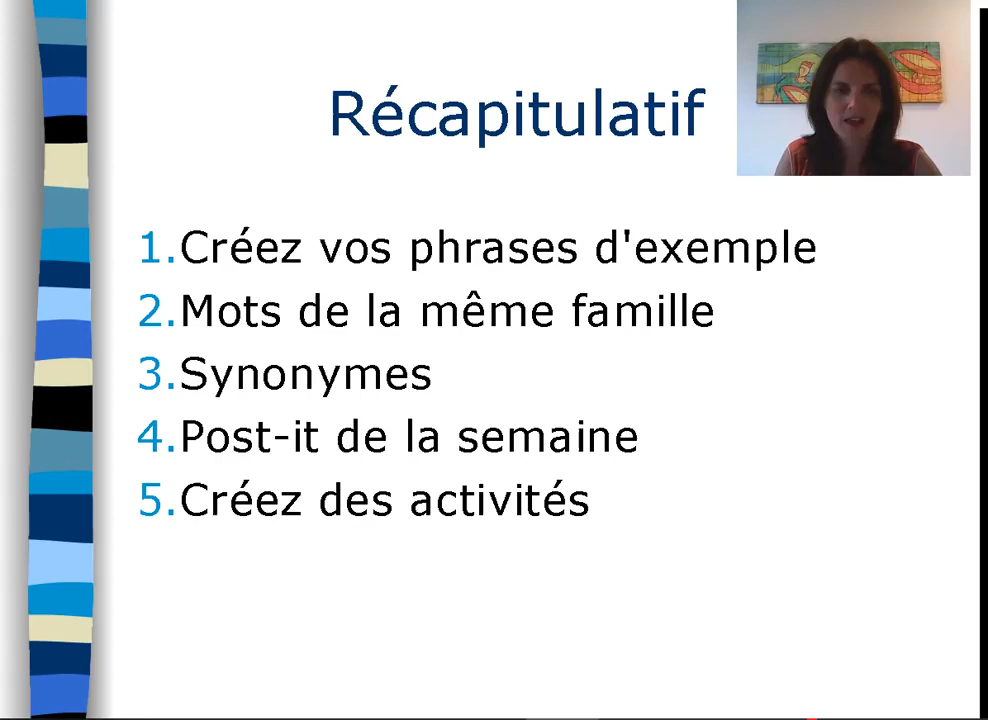 Récapitulatif
1.Créez vos phrases d'exemple
2.Mots de la même famille
3.Synonymes
4.Post-it de la semaine
5.Créez des activités